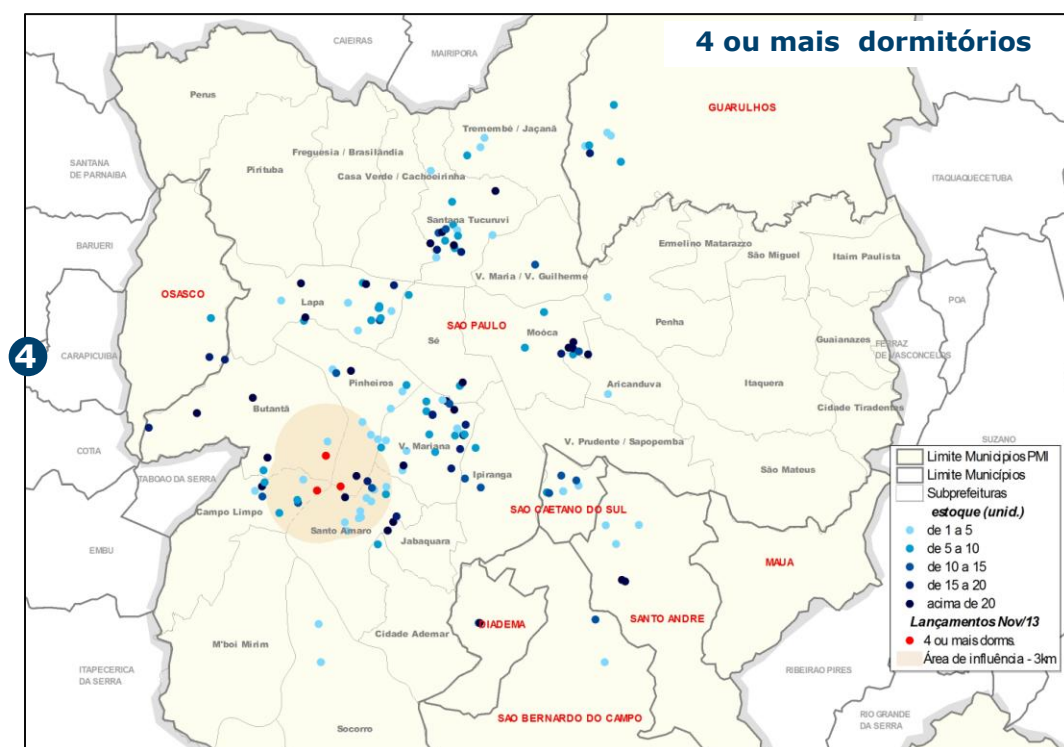 4 ou mais dormitórios
CAIEIRAS
MAIRIPORA
Perus
GUARULHOS
Tremembé / Jaçanã
Freguesia / Brasilândia
SANTANA
DE PARNAIBA
Pirituba
Casa Verde / Cachoeirinha
ITAQUAQUECETUBA
Santana Tucuruvi
BARUERI
Ermelino Matarazzo
São Miguel
Itaim Paulista
V. Maria / V. Guilherme
OSASCO
Lapa
POA
SAO PAULO
Moóca
Penha
Sé
Guaianazes
FERRAZ
DE VASCONCELOS
4
CARAPICUIBA
Pinheiros
Aricanduva
Itaquera
Butantã
Cidade Tiradentes
COTIA
V. Mariana
V. Prudente / Sapopemba
SUZANO
TABOAO DA SERRA
Ipiranga
São Mateus
Campo Limpo
SAO CAETANO DO SUL
Santo Amaro
Jabaquara
EMBU
MAUA
DIADEMA
SANTO ANDRE
Cidade Ademar
M'boi Mirim
ITAPECERICA
DA SERRA
RIBEIRAO PIRES
SAO BERNARDO DO CAMPO
Socorro
RIO GRANDE
DA SERRA
Limite Municipios PMI
Limite Municípios
Subprefeituras
estoque (unid.)
de 1 a 5
de 5 a 10
de 10 a 15
de 15 a 20
acima de 20
Lançamentos Nov/13
4 ou mais dorms.
Área de influência - 3km